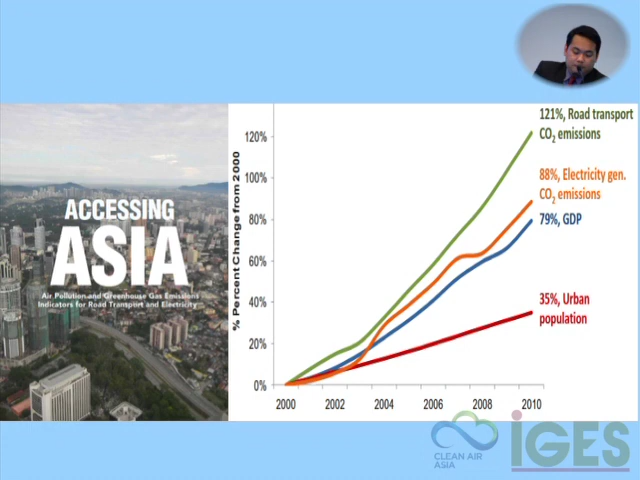 ACCESSING
ASIA
Air Pollution and Greenhouse Gas Emissions
Indicators for Road Transport and Electricity
% Percent Change from 2000
120%
100%
80%
60%
40%
20%
0%
2000
2002
2004
2006
2008
2010
121%, Road transport
CO₂ emissions
88%, Electricity gen.
CO₂ emissions
79%, GDP
35%, Urban
population
CLEAN AIR
ASIA
iGES